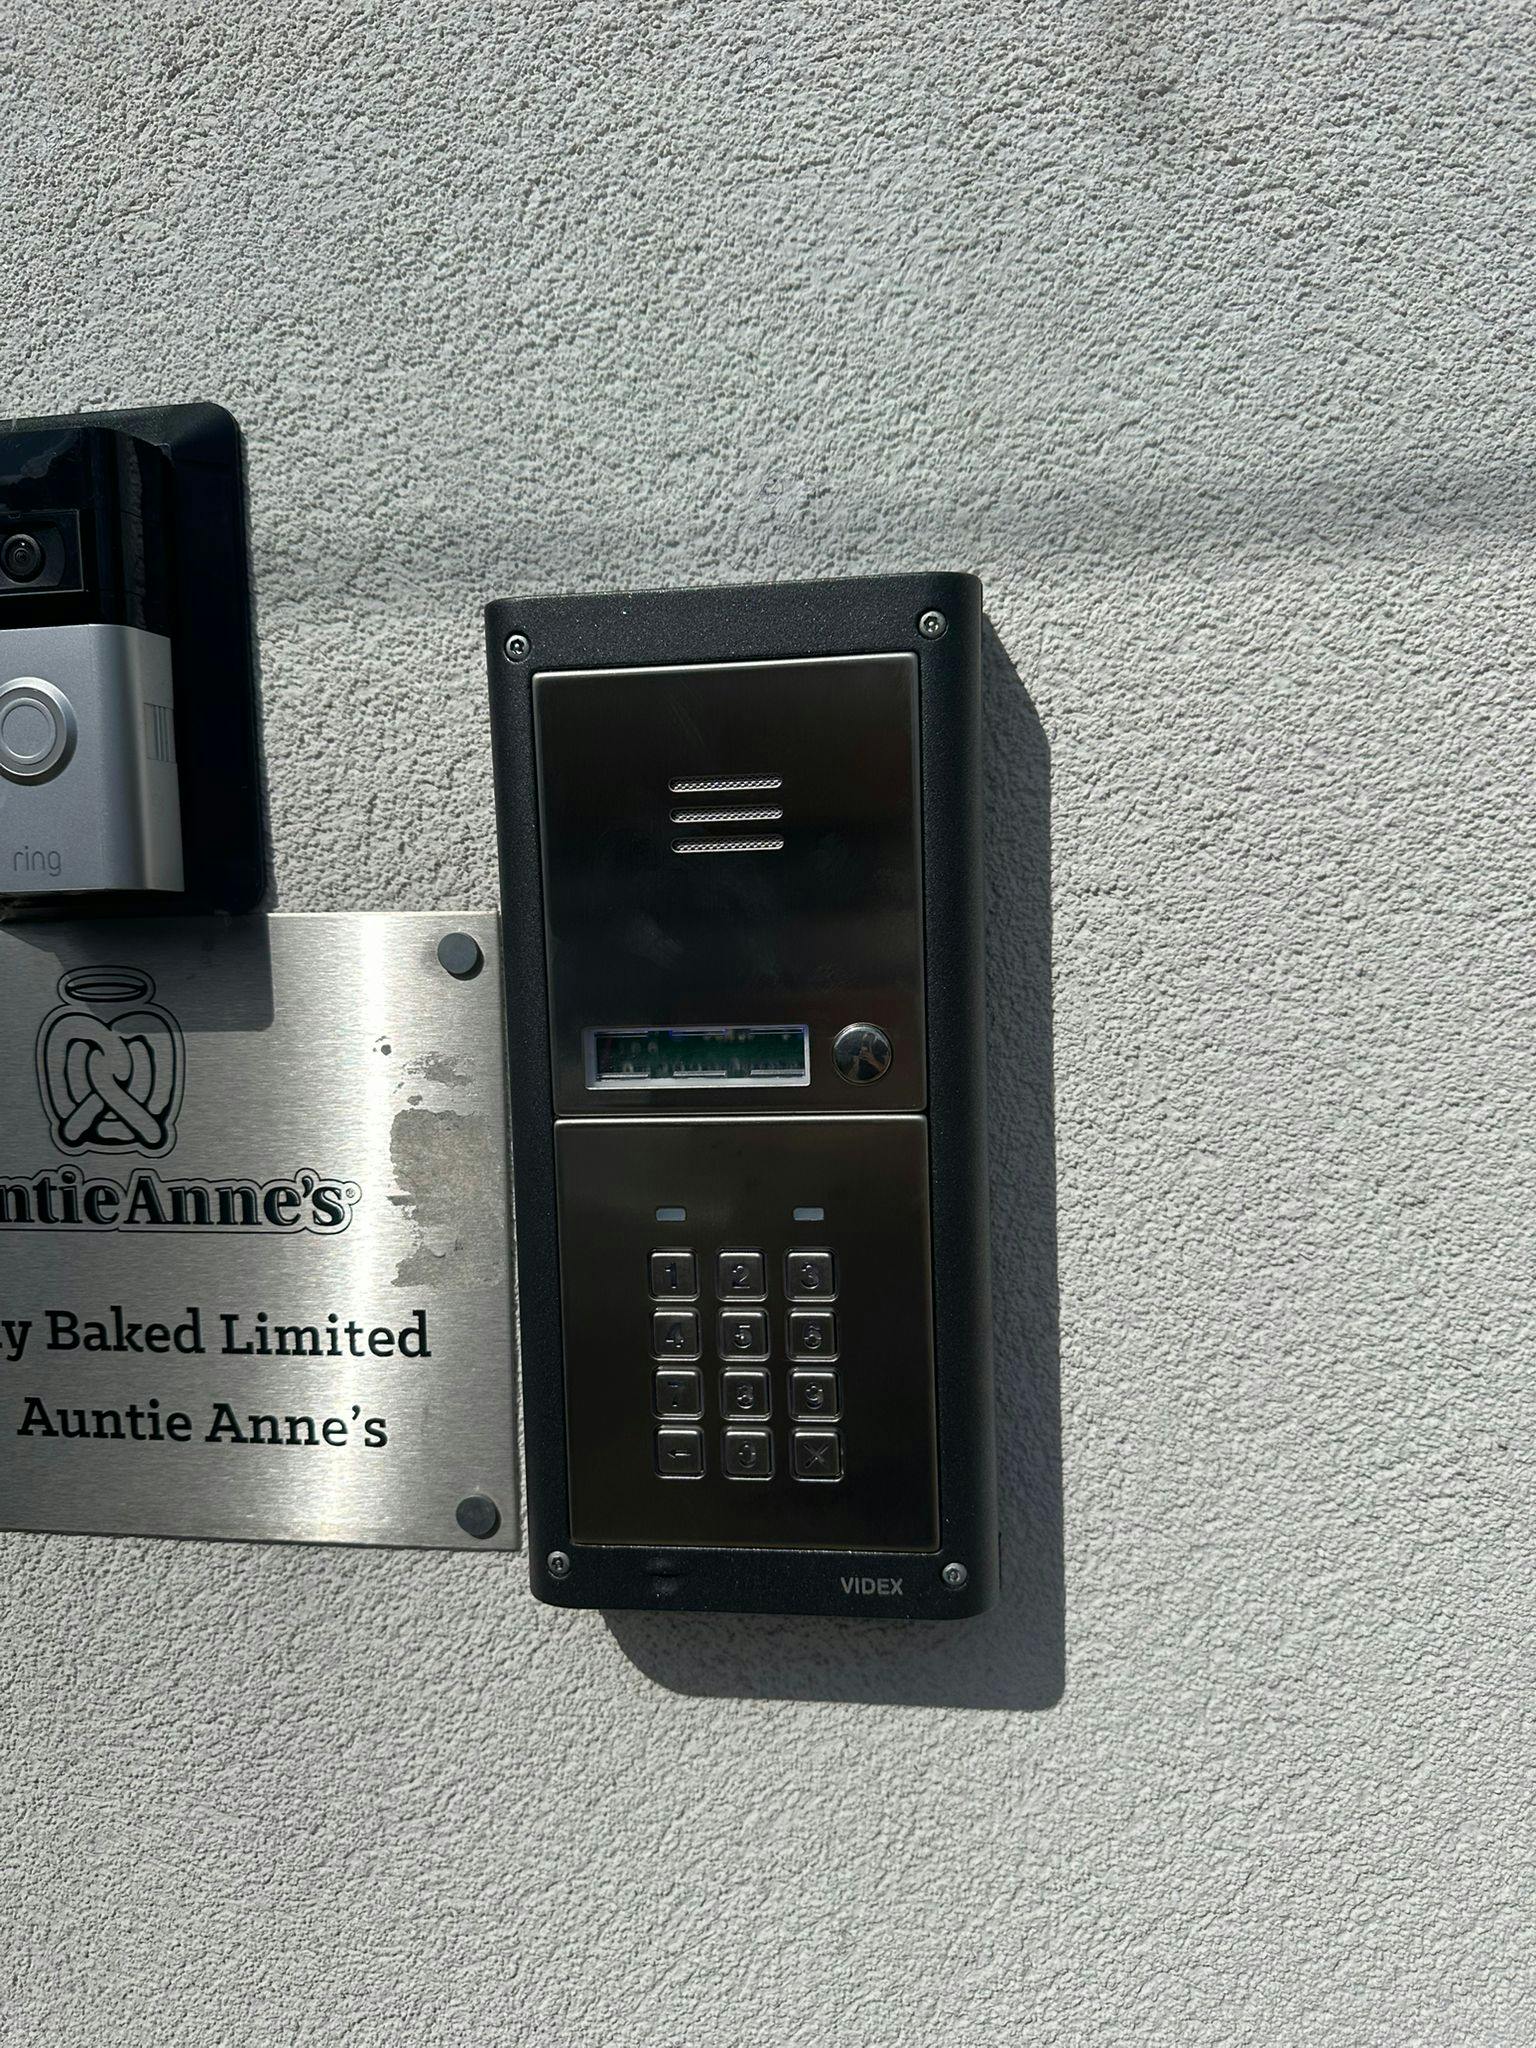 ring
ntieAnne's®
y Baked Limited
Auntie Anne's
1 2 3
4 5 6
7 8 9
← 0 X
VIDEX